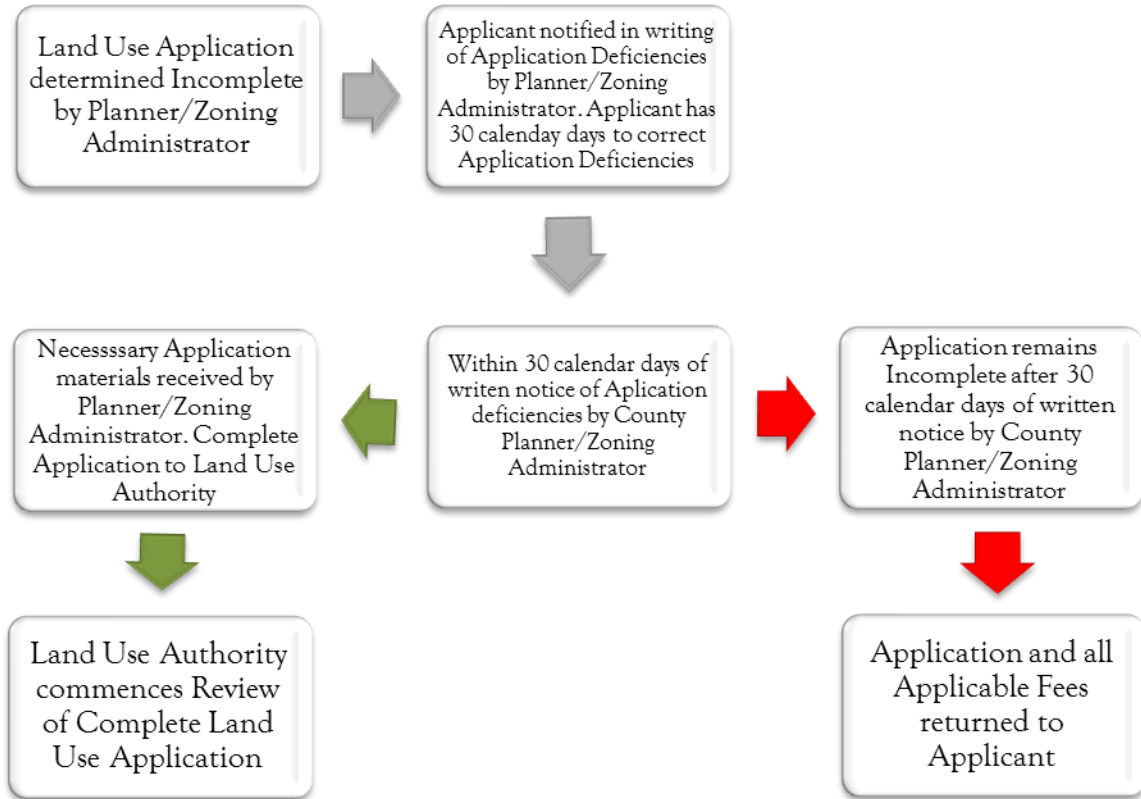 Land Use Application
determined Incomplete
by Planner/Zoning
Administrator
Applicant notified in writing
of Application Deficiencies
by Planner/Zoning
Administrator. Applicant has
30 calenday days to correct
Application Deficiencies
Necesssary Application
materials received by
Planner/Zoning
Administrator. Complete
Application to Land Use
Authority
Within 30 calendar days of
writen notice of Aplication
deficiencies by County
Planner/Zoning
Administrator
Application remains
Incomplete after 30
calendar days of written
notice by County
Planner/Zoning
Administrator
Land Use Authority
commences Review
of Complete Land
Use Application
Application and all
Applicable Fees
returned to
Applicant